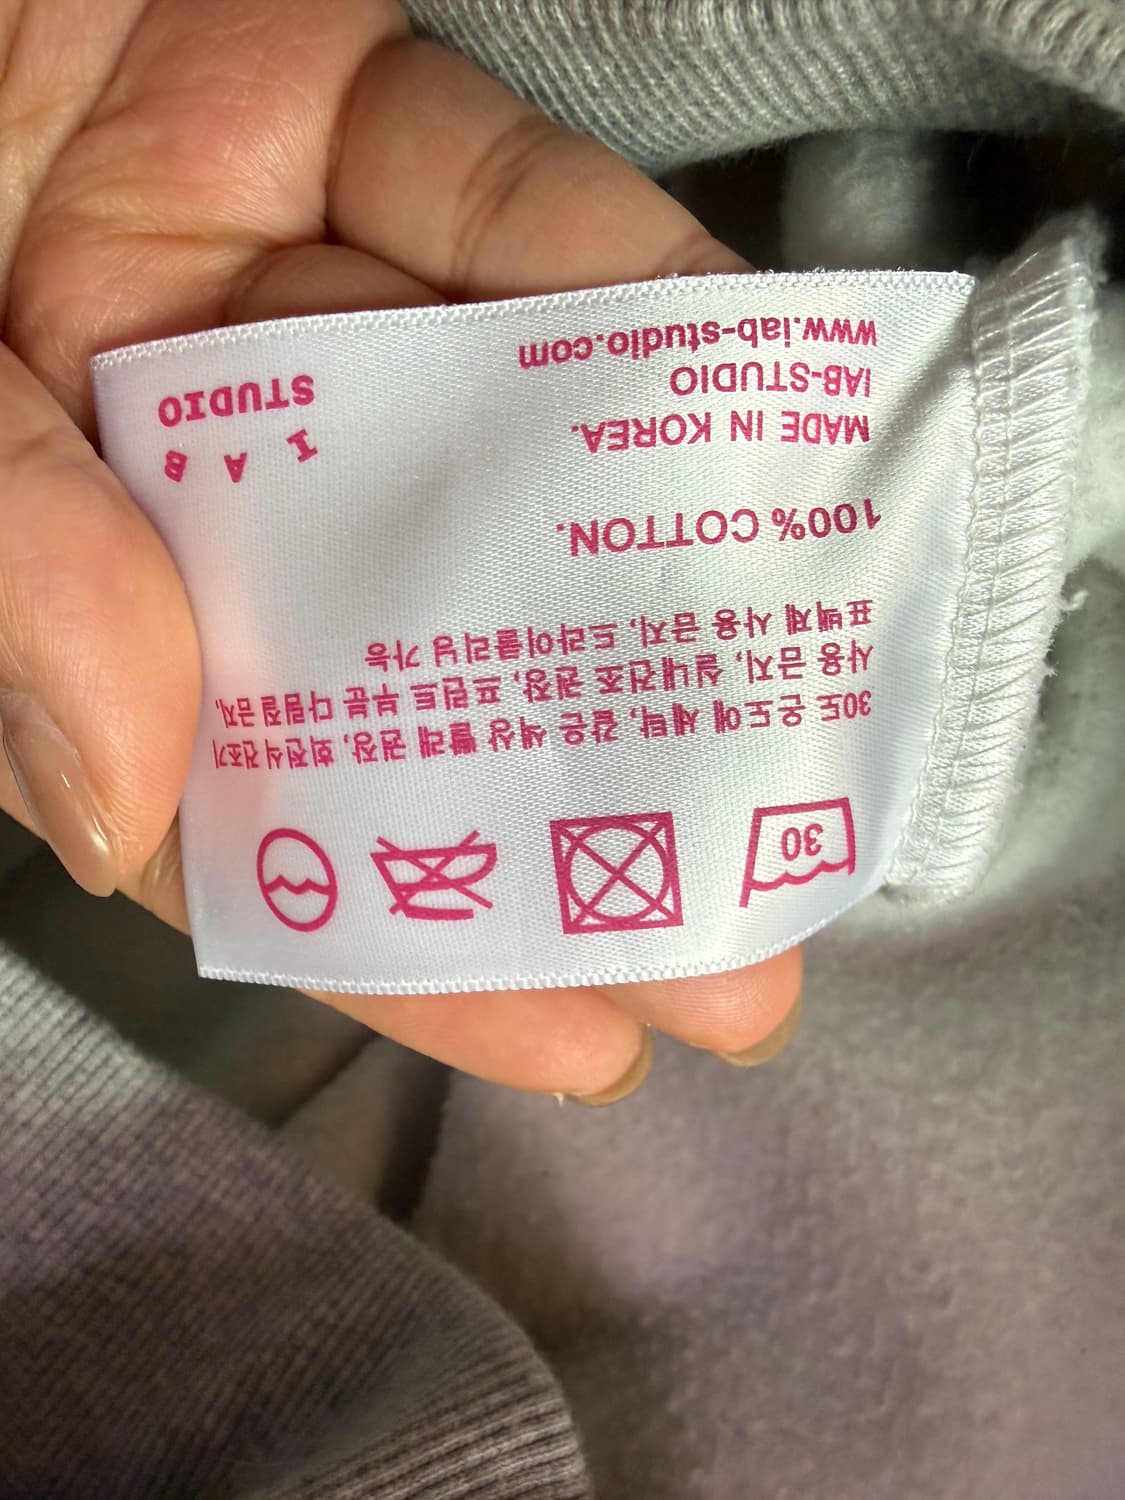 30
30도 온도에 세탁, 같은 색상 빨래 권장, 회전식건조기
사용 금지, 실내건조 권장, 프린트 부분 다림질금지,
표백제 사용 금지, 드라이클리닝 가능
100% COTTON.
MADE IN KOREA.
IAB-STUDIO
www.iab-studio.com
I A B
STUDIO